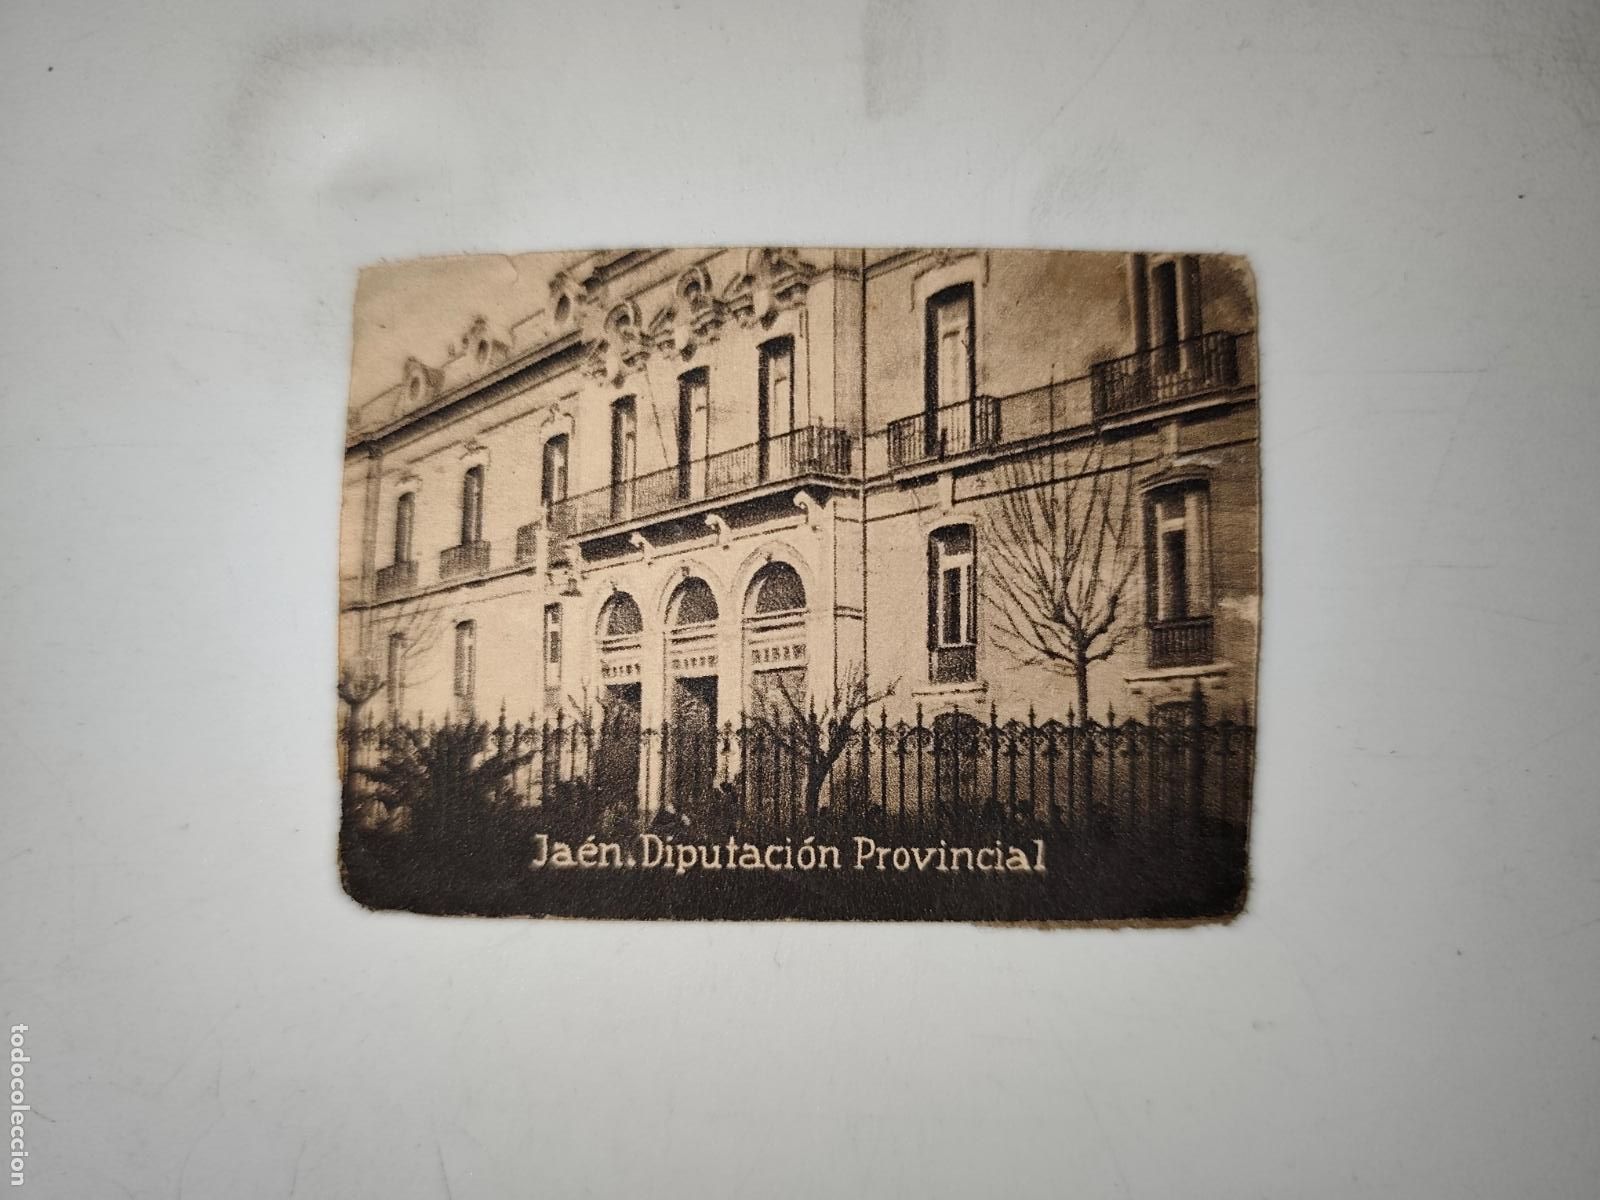 Jaén. Diputación Provincial
todocoleccion